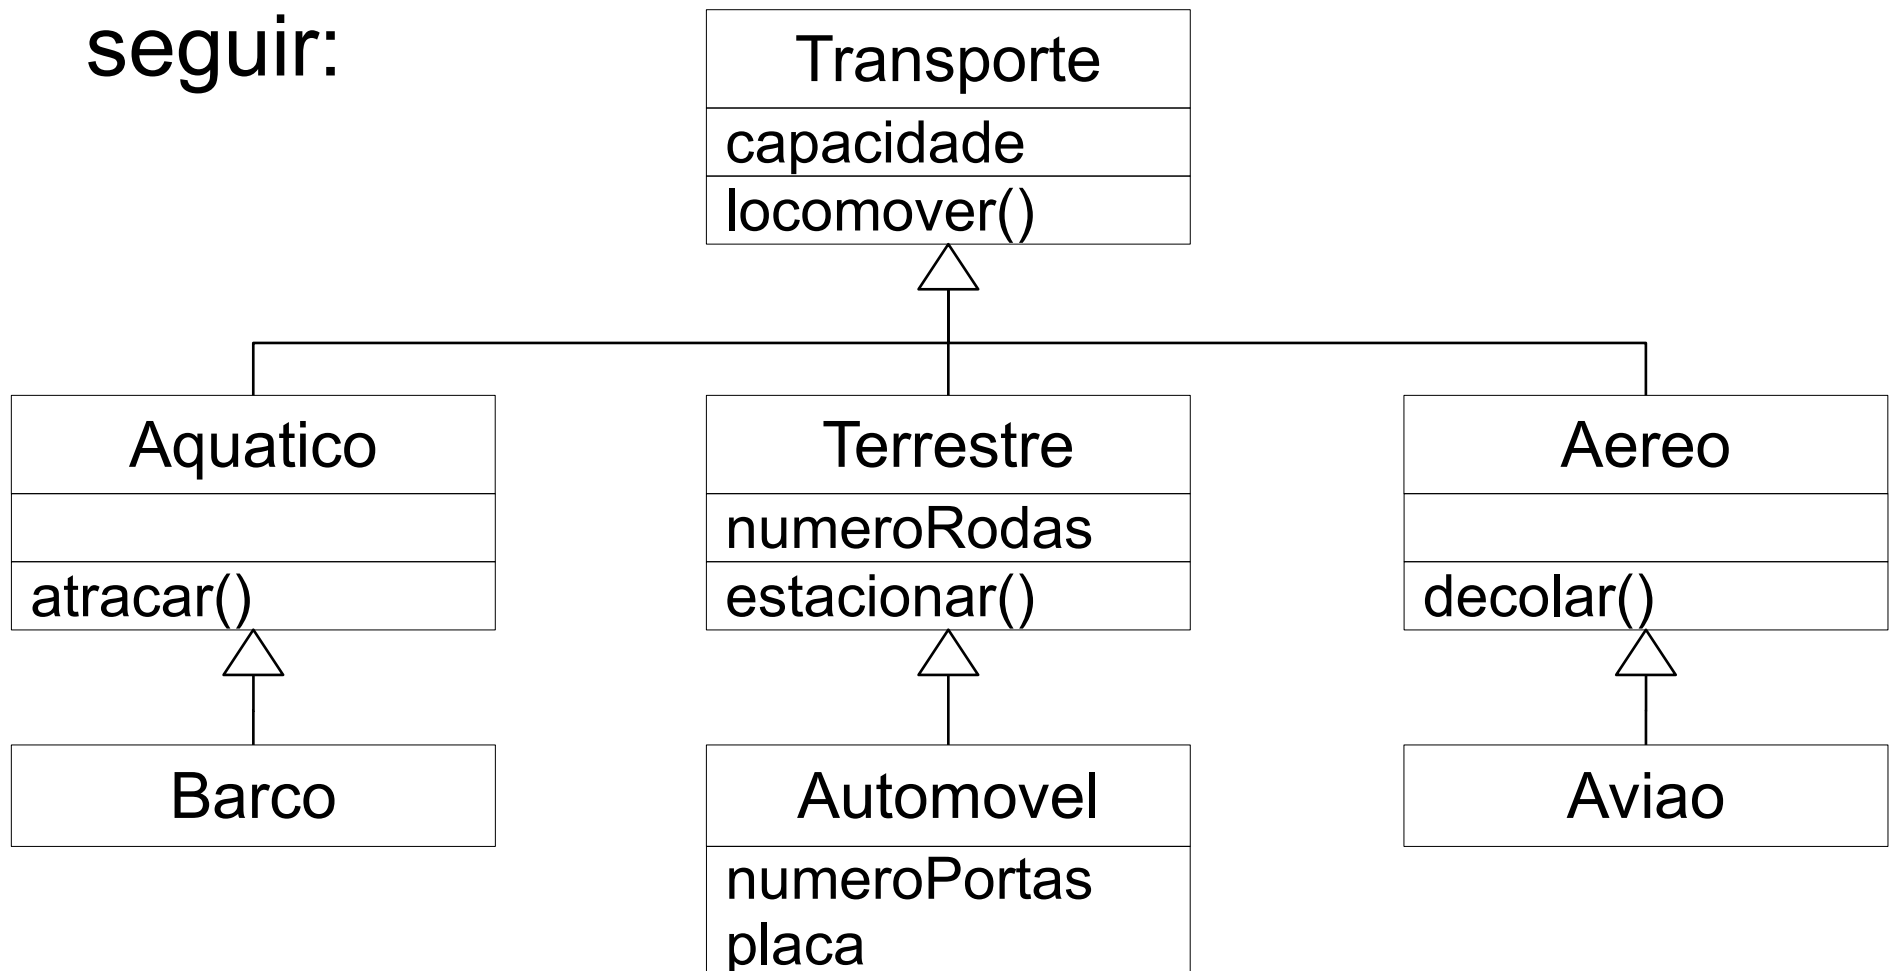 seguir:
Transporte
capacidade
locomover()
Aquatico
atracar()
Terrestre
numeroRodas
estacionar()
Aereo
decolar()
Barco
Automovel
numeroPortas
placa
Aviao